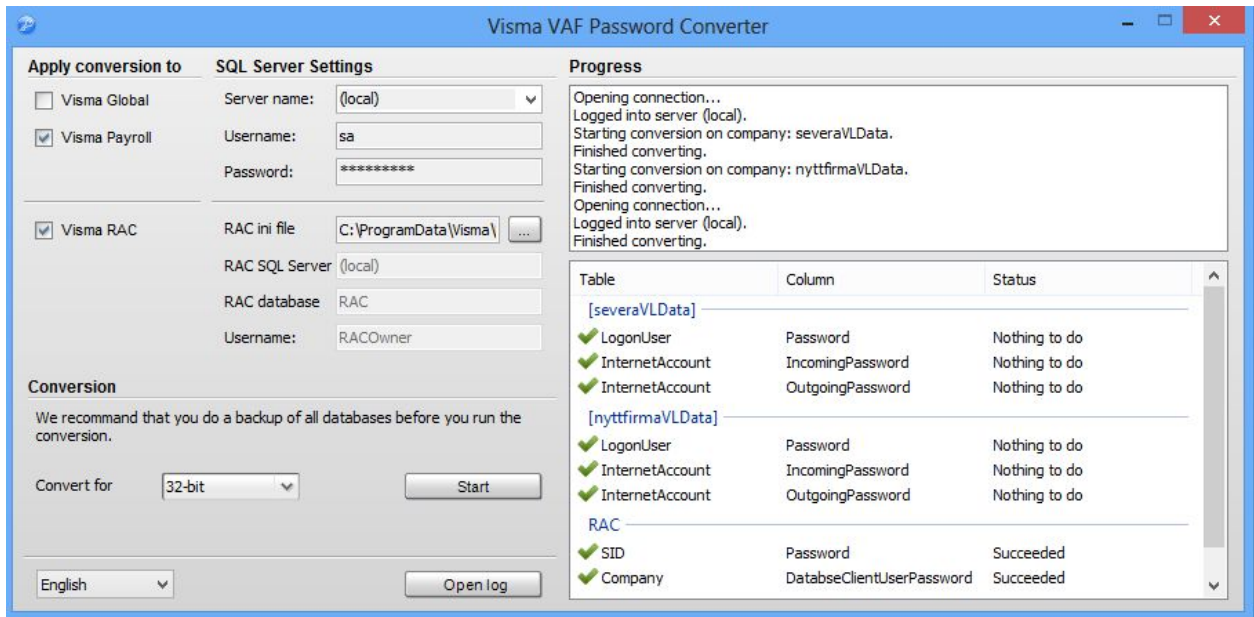 Visma VAF Password Converter
Apply conversion to
Visma Global
Visma Payroll
Visma RAC
SQL Server Settings
Server name: (local)
Username: sa
Password: *********
RAC ini file C:\ProgramData\Visma\ ...
RAC SQL Server (local)
RAC database RAC
Username: RACOwner
Conversion
We recommand that you do a backup of all databases before you run the
conversion.
Convert for 32-bit Start
English Open log
Progress
Opening connection...
Logged into server (local).
Starting conversion on company: severaVLData.
Finished converting.
Starting conversion on company: nyttfirmaVLData.
Finished converting.
Opening connection...
Logged into server (local).
Finished converting.
Table Column Status
[severaVLData]
LogonUser Password Nothing to do
InternetAccount IncomingPassword Nothing to do
InternetAccount OutgoingPassword Nothing to do
[nyttfirmaVLData]
LogonUser Password Nothing to do
InternetAccount IncomingPassword Nothing to do
InternetAccount OutgoingPassword Nothing to do
RAC
SID Password Succeeded
Company DatabseClientUserPassword Succeeded